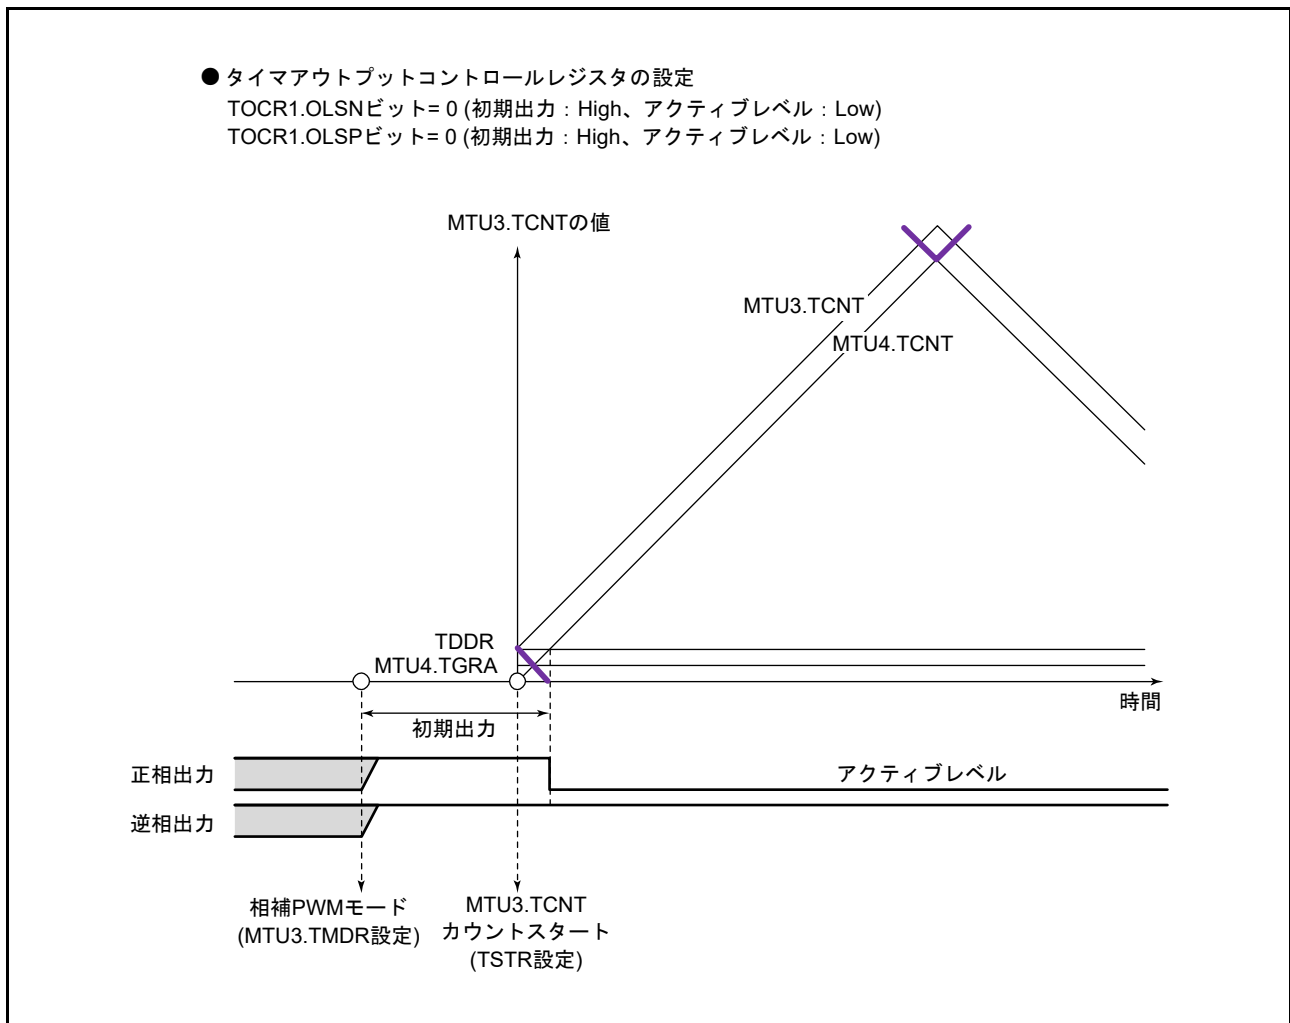 ● タイマアウトプットコントロールレジスタの設定
TOCR1.OLSNビット= 0 (初期出力：High、アクティブレベル：Low)
TOCR1.OLSPビット= 0 (初期出力：High、アクティブレベル：Low)
MTU3.TCNTの値
MTU3.TCNT
MTU4.TCNT
TDDR
MTU4.TGRA
時間
初期出力
正相出力
アクティブレベル
逆相出力
相補PWMモード
(MTU3.TMDR設定)
MTU3.TCNT
カウントスタート
(TSTR設定)